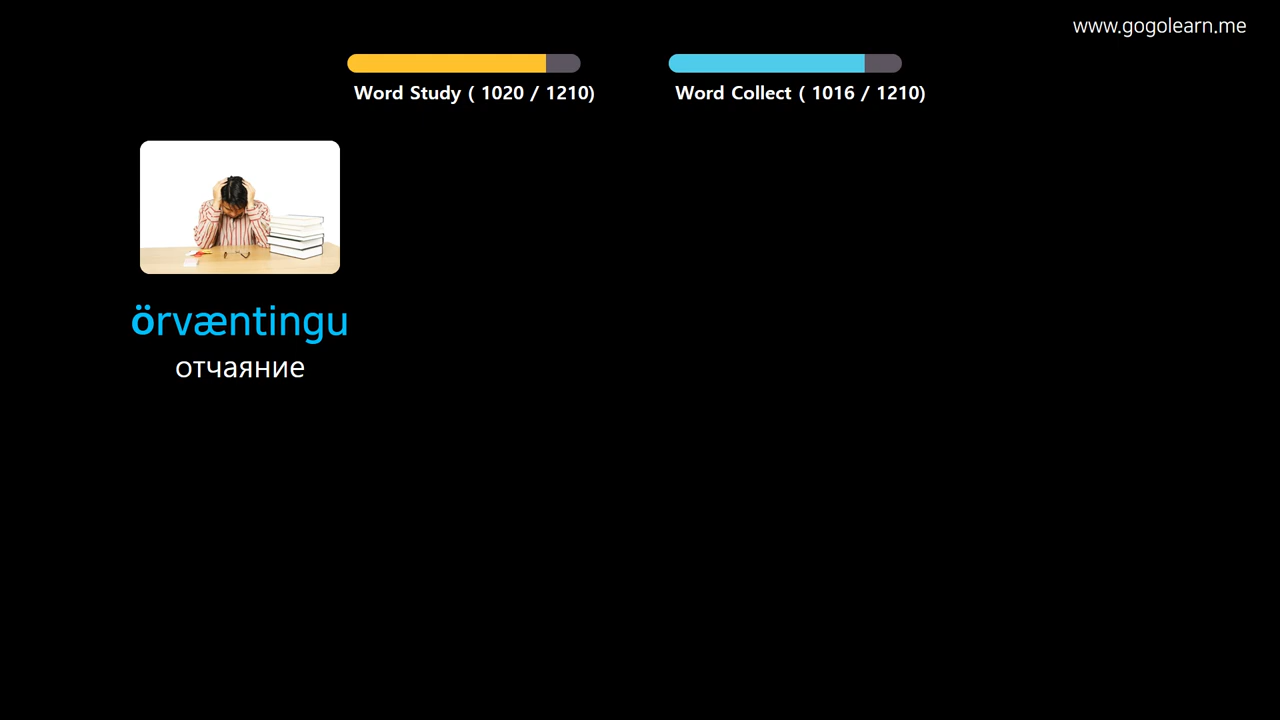 www.gogolearn.me
Word Study ( 1020 / 1210)
Word Collect ( 1016 / 1210)
örvæntingu
отчаяние